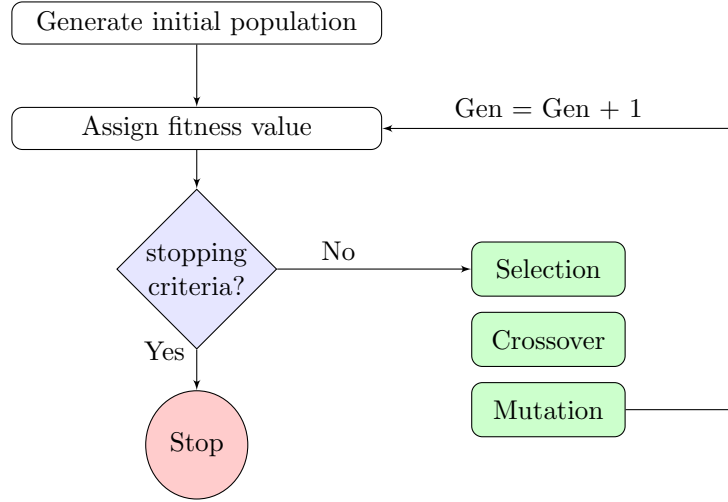 Generate initial population
Gen = Gen + 1
Assign fitness value
stopping
criteria?
No
Selection
Crossover
Yes
Mutation
Stop